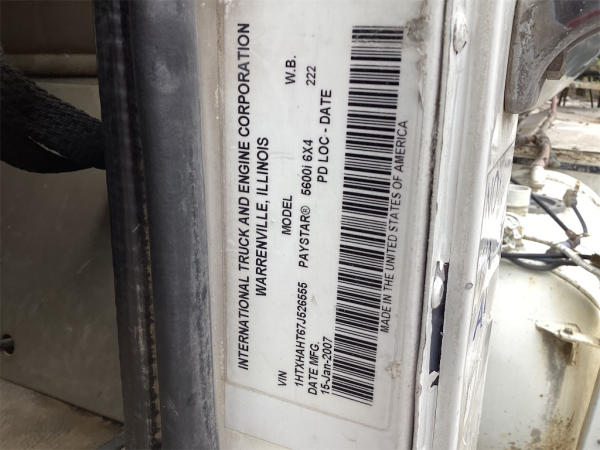 INTERNATIONAL TRUCK AND ENGINE CORPORATION
WARRENVILLE, ILLINOIS
VIN MODEL W.B.
1HTXHAHT67J526555 PAYSTAR® 5600i 6X4 222
DATE MFG. PD LOC - DATE
15-Jan-2007
MADE IN THE UNITED STATES OF AMERICA